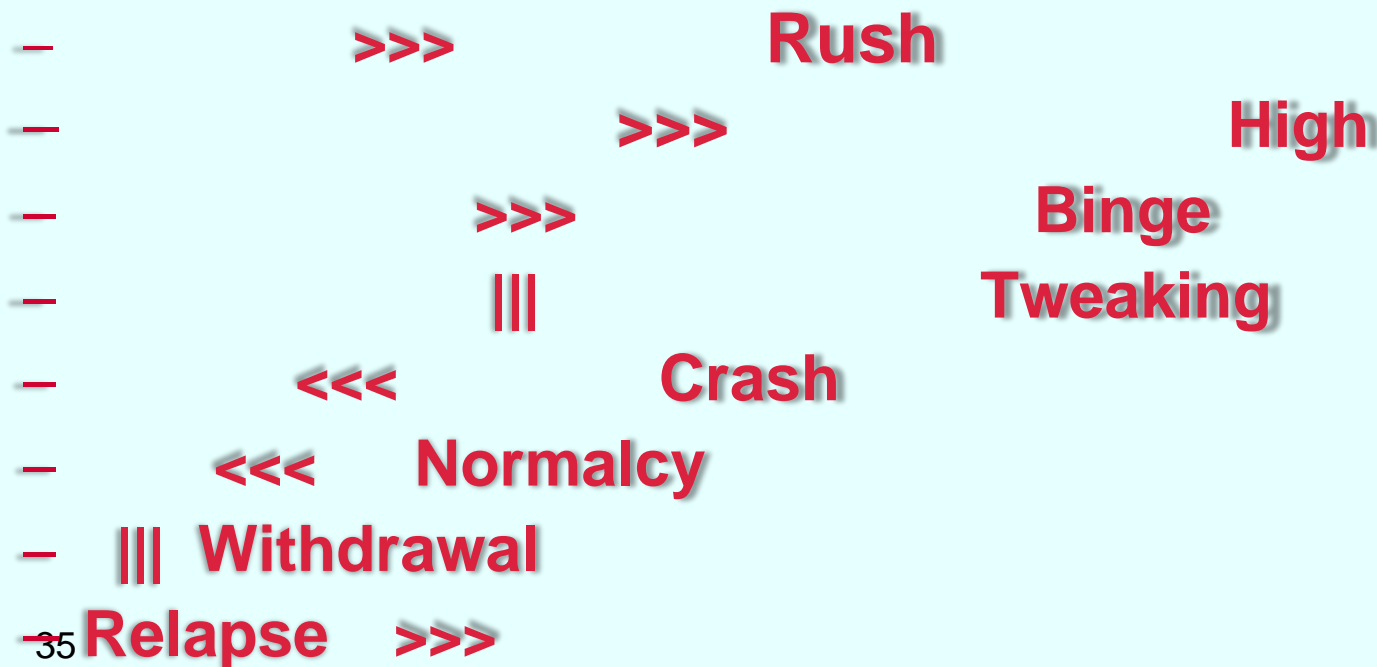 – >>> Rush
– >>> High
– >>> Binge
– ||| Tweaking
– <<< Crash
– <<< Normalcy
– ||| Withdrawal
– Relapse >>>
35